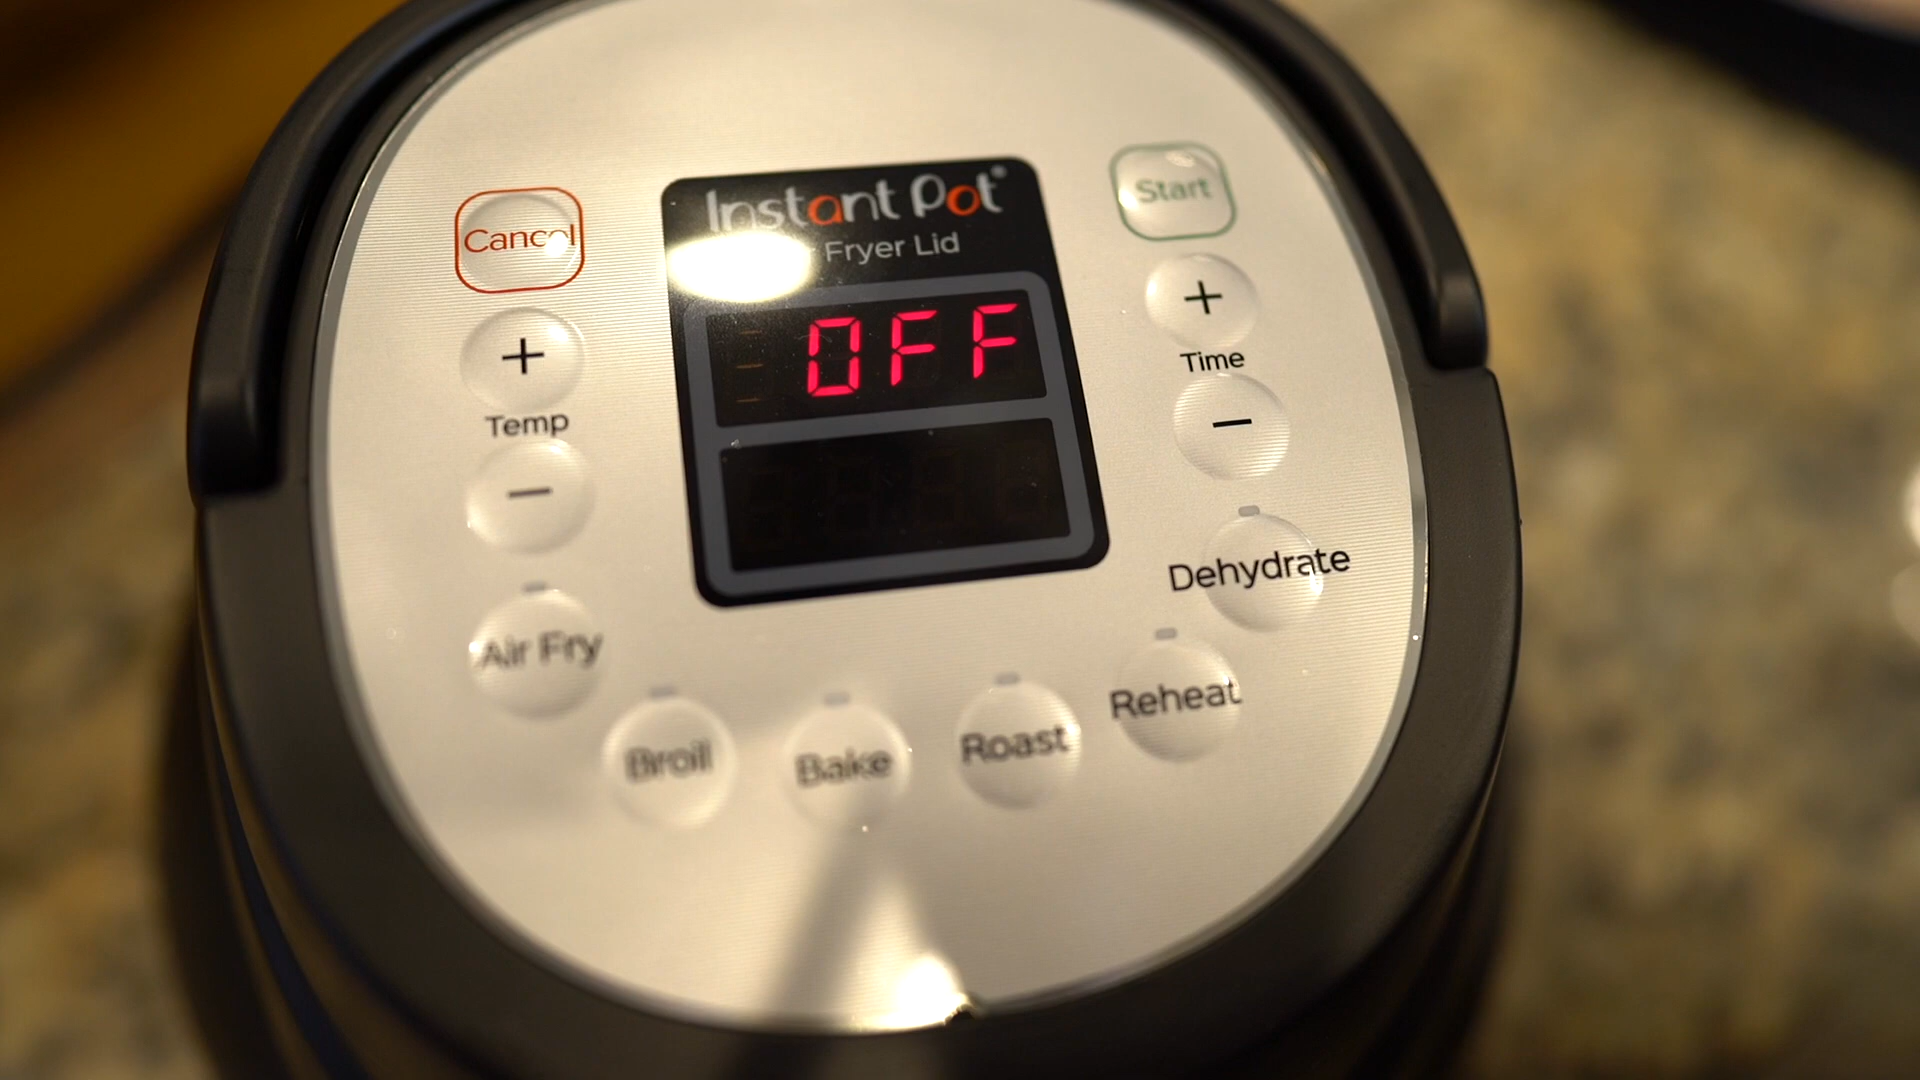 Instant Pot®
Fryer Lid
OFF
Cancel
+
Temp
−
Start
+
Time
−
Air Fry
Broil
Bake
Roast
Reheat
Dehydrate